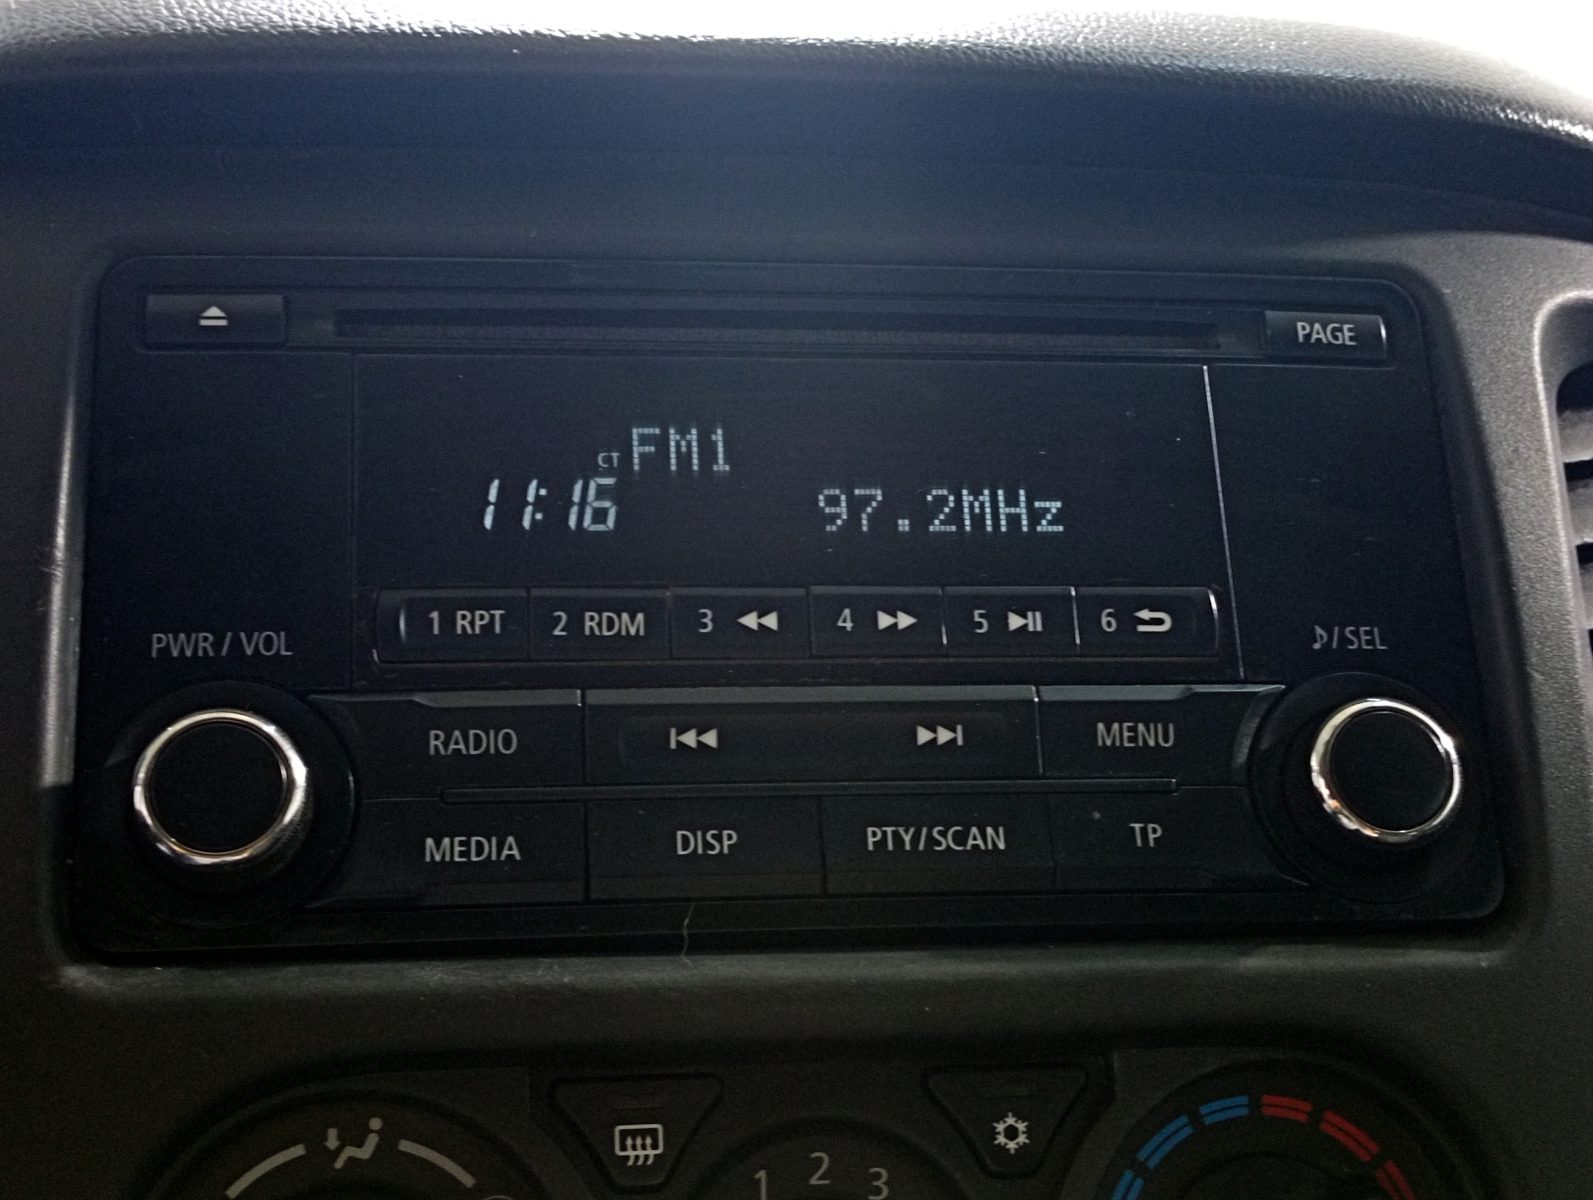 PAGE
CT FM1
11:16 97.2MHz
1 RPT 2 RDM 3 4 5 6
PWR / VOL
/ SEL
RADIO MENU
MEDIA DISP PTY/SCAN TP
1 2 3